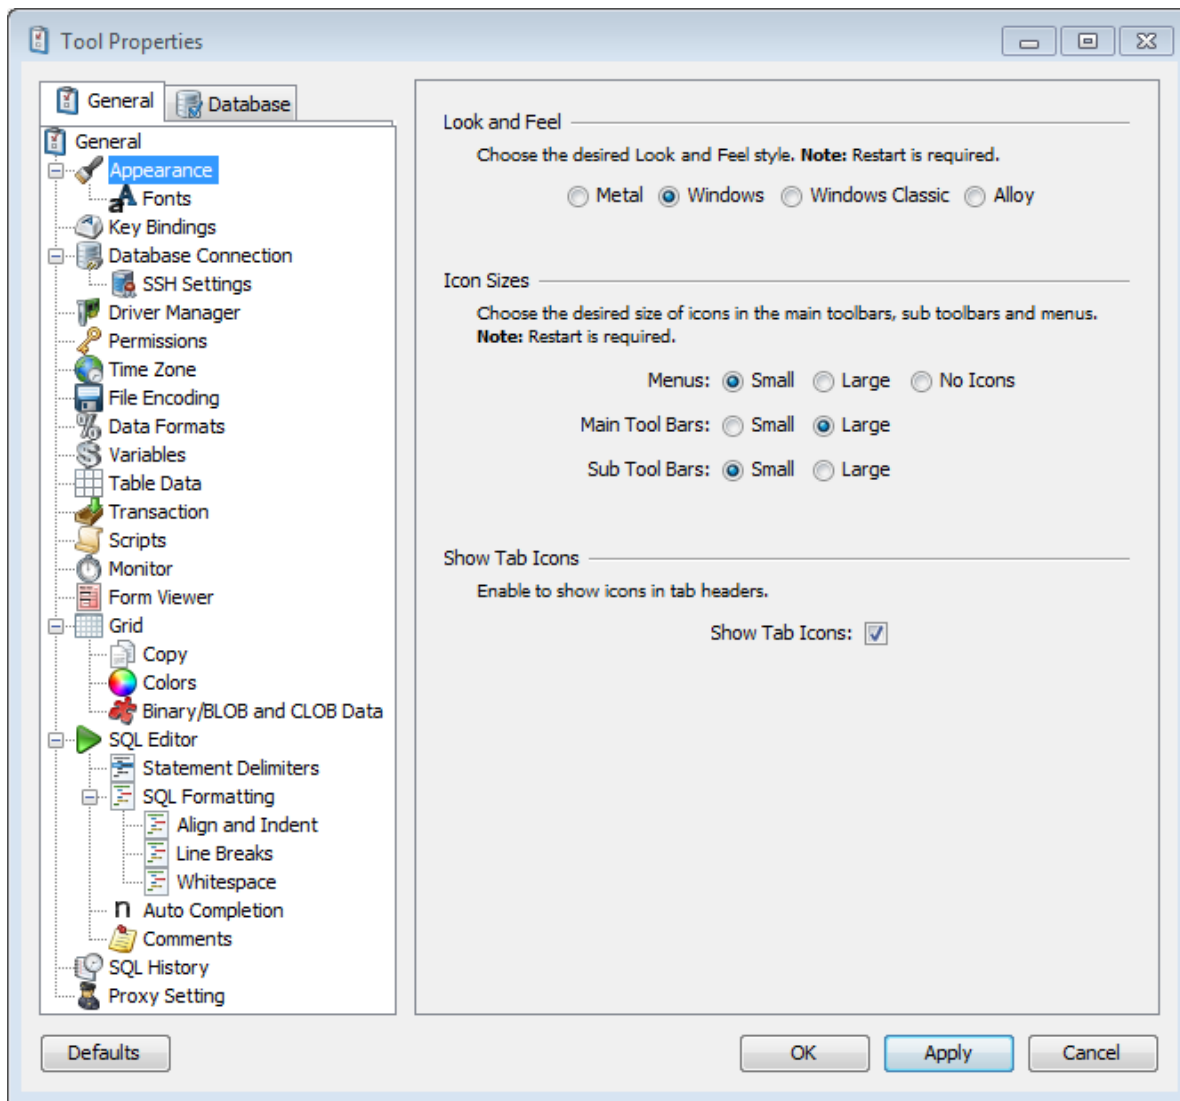 Tool Properties
General
Database
General
Appearance
Fonts
Key Bindings
Database Connection
SSH Settings
Driver Manager
Permissions
Time Zone
File Encoding
Data Formats
Variables
Table Data
Transaction
Scripts
Monitor
Form Viewer
Grid
Copy
Colors
Binary/BLOB and CLOB Data
SQL Editor
Statement Delimiters
SQL Formatting
Align and Indent
Line Breaks
Whitespace
Auto Completion
Comments
SQL History
Proxy Setting
Look and Feel
Choose the desired Look and Feel style. Note: Restart is required.
Metal Windows Windows Classic Alloy
Icon Sizes
Choose the desired size of icons in the main toolbars, sub toolbars and menus.
Note: Restart is required.
Menus: Small Large No Icons
Main Tool Bars: Small Large
Sub Tool Bars: Small Large
Show Tab Icons
Enable to show icons in tab headers.
Show Tab Icons:
Defaults
OK
Apply
Cancel